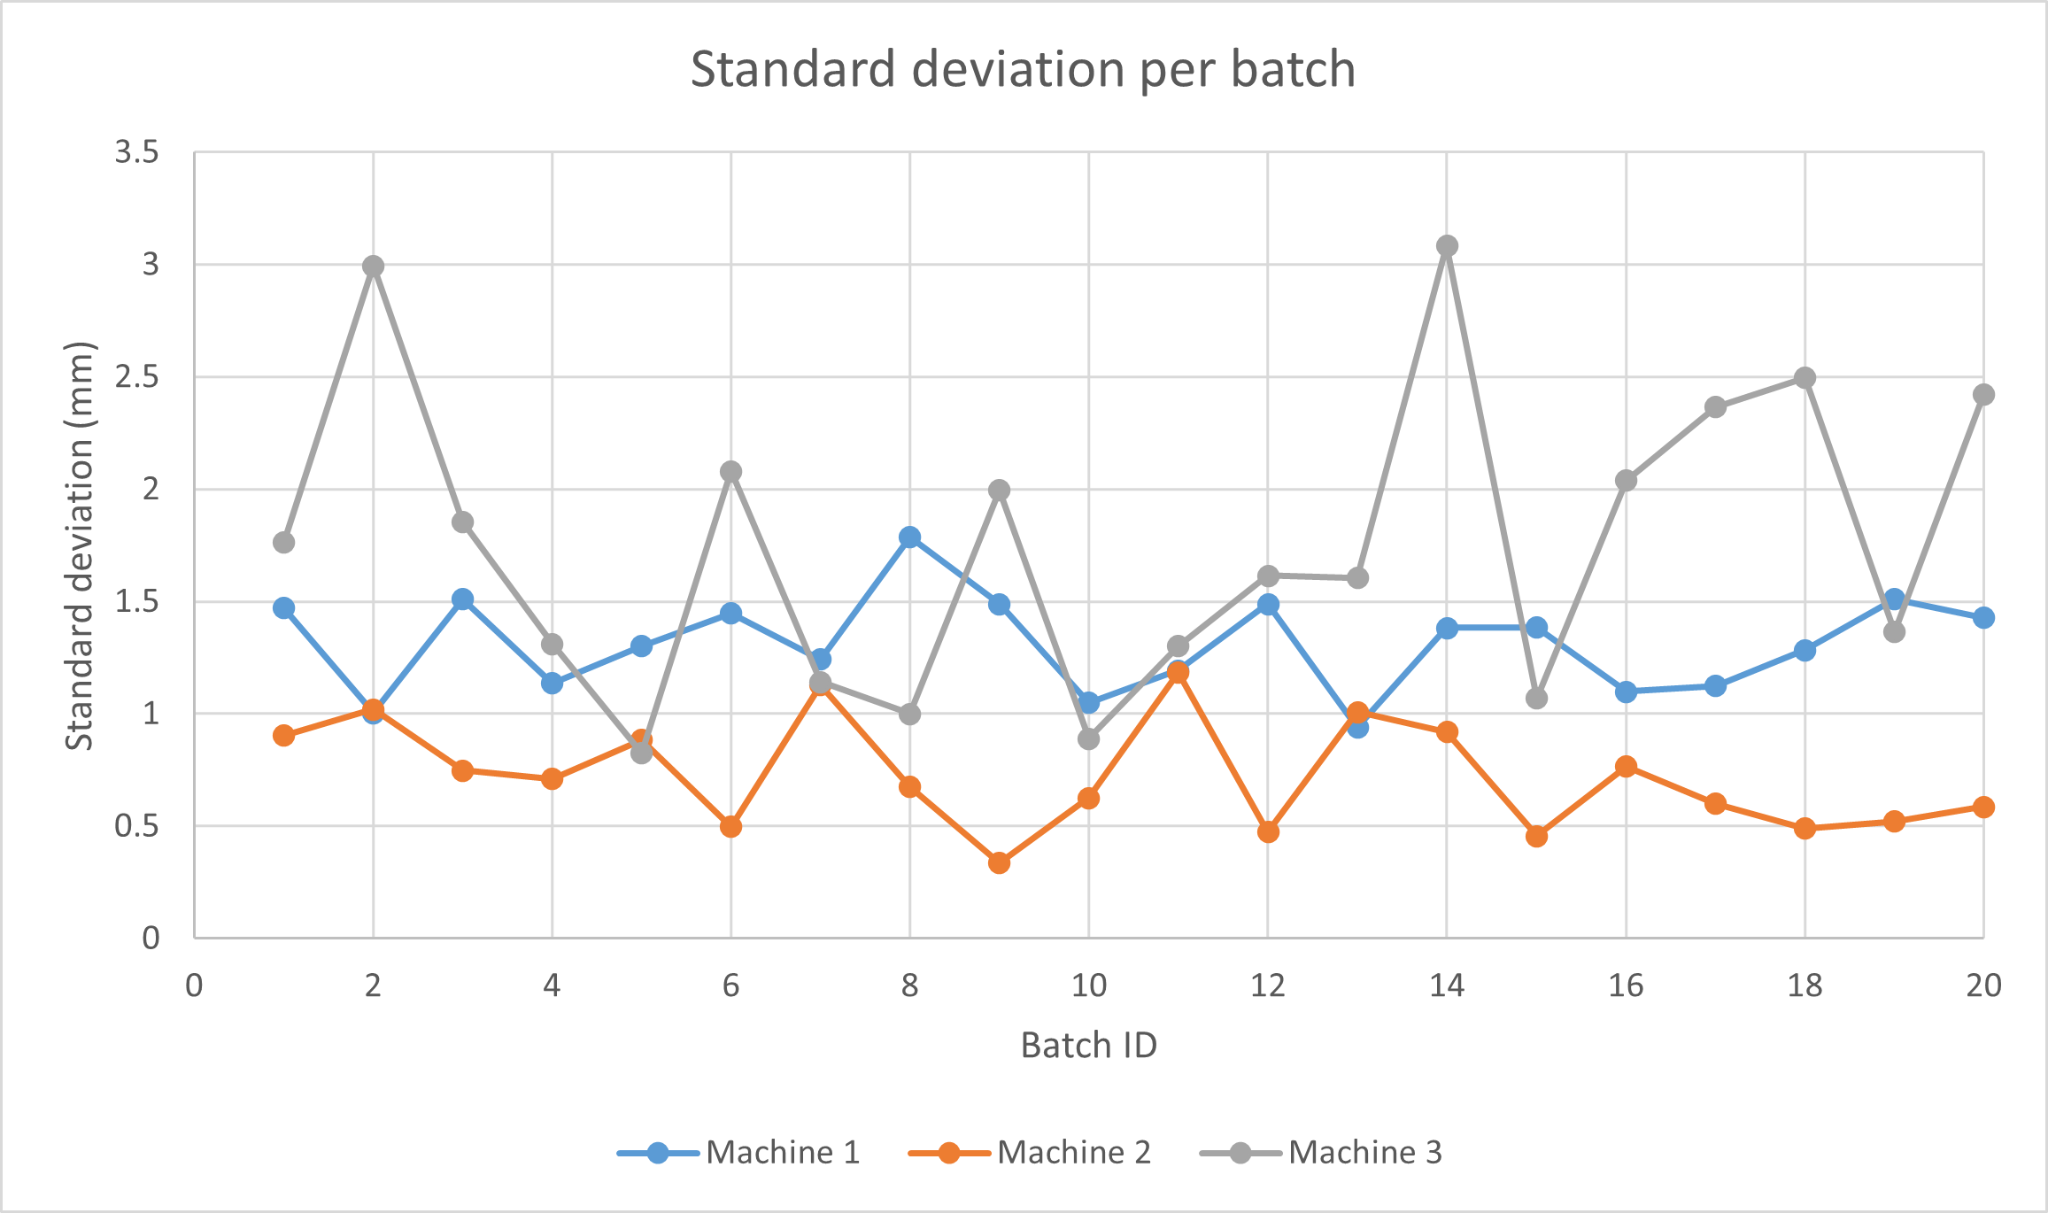 Standard deviation per batch
3.5
3
2.5
2
1.5
1
0.5
0
Standard deviation (mm)
0 2 4 6 8 10 12 14 16 18 20
Batch ID
Machine 1 Machine 2 Machine 3